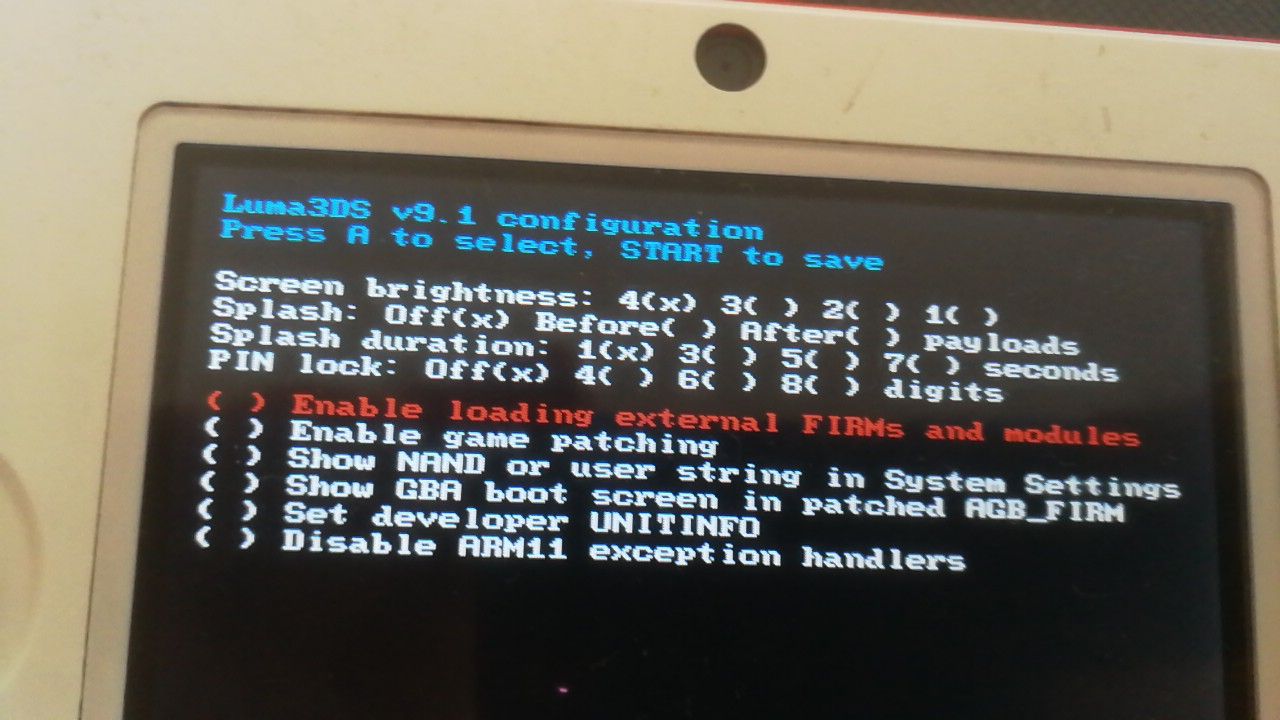 Luma3DS v9.1 configuration
Press A to select, START to save
Screen brightness: 4(x) 3( ) 2( ) 1( )
Splash: Off(x) Before( ) After( ) payloads
Splash duration: 1(x) 3( ) 5( ) 7( ) seconds
PIN lock: Off(x) 4( ) 6( ) 8( ) digits
( ) Enable loading external FIRMs and modules
( ) Enable game patching
( ) Show NAND or user string in System Settings
( ) Show GBA boot screen in patched AGB_FIRM
( ) Set developer UNITINFO
( ) Disable ARM11 exception handlers